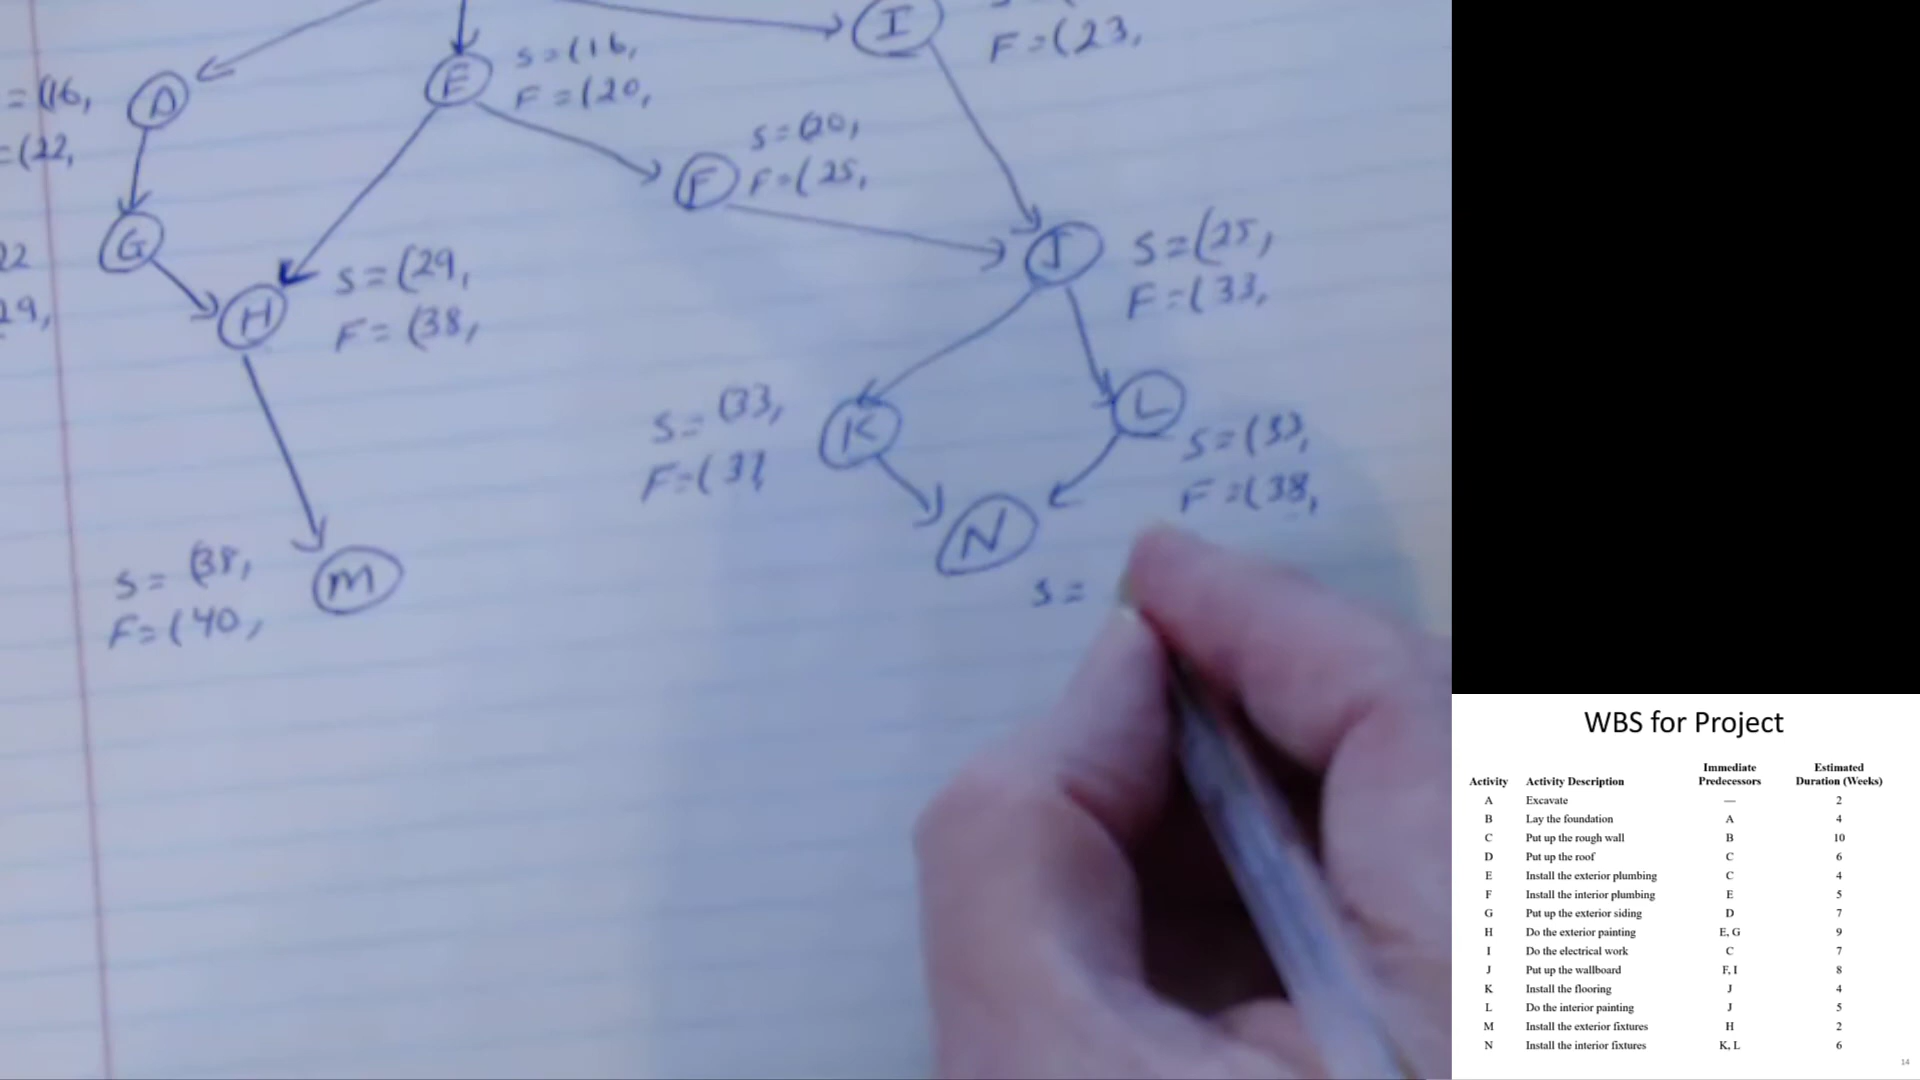 I
F=(23,
S=(16,
F=(20,
E
=(16,
D
=(22,
S=(20,
F=(25,
F
G
22
29,
S=(29,
F=(38,
H
J
S=(25,
F=(33,
S=(33,
F=(37
K
L
S=(33,
F=(38,
N
S=
S=(38,
F=(40,
M
WBS for Project
Activity Activity Description Immediate Predecessors Estimated Duration (Weeks)
A Excavate — 2
B Lay the foundation A 4
C Put up the rough wall B 10
D Put up the roof C 6
E Install the exterior plumbing C 4
F Install the interior plumbing E 5
G Put up the exterior siding D 7
H Do the exterior painting E, G 9
I Do the electrical work C 7
J Put up the wallboard F, I 8
K Install the flooring J 4
L Do the interior painting J 5
M Install the exterior fixtures H 2
N Install the interior fixtures K, L 6
14